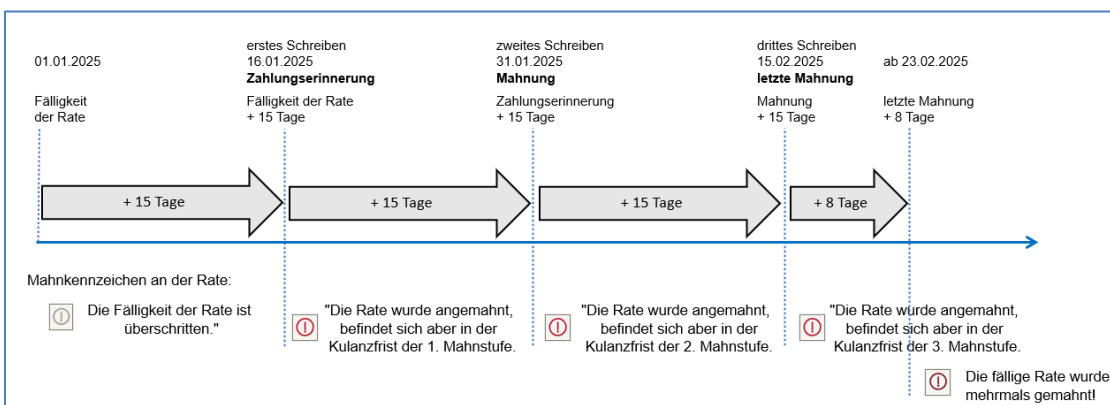 01.01.2025
Fälligkeit
der Rate
erstes Schreiben
16.01.2025
Zahlungserinnerung
Fälligkeit der Rate
+ 15 Tage
zweites Schreiben
31.01.2025
Mahnung
Zahlungserinnerung
+ 15 Tage
drittes Schreiben
15.02.2025
letzte Mahnung
Mahnung
+ 15 Tage
ab 23.02.2025
letzte Mahnung
+ 8 Tage
+ 15 Tage
+ 15 Tage
+ 15 Tage
+ 8 Tage
Mahnkennzeichen an der Rate:
Die Fälligkeit der Rate ist
überschritten."
"Die Rate wurde angemahnt,
befindet sich aber in der
Kulanzfrist der 1. Mahnstufe.
"Die Rate wurde angemahnt,
befindet sich aber in der
Kulanzfrist der 2. Mahnstufe.
"Die Rate wurde angemahnt,
befindet sich aber in der
Kulanzfrist der 3. Mahnstufe.
Die fällige Rate wurde
mehrmals gemahnt!